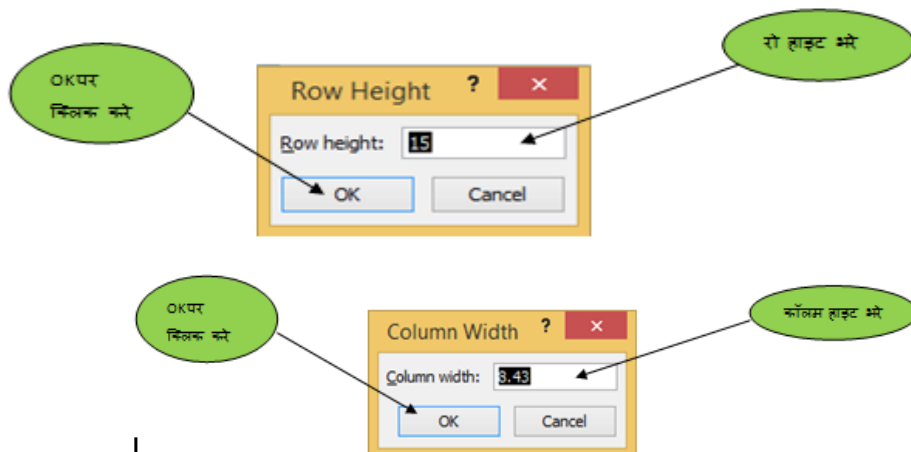 रो हाइट भरे
OKपर
क्लिक करे
Row Height ? ×
Row height: 15
OK Cancel
OKपर
क्लिक करे
कॉलम हाइट भरे
Column Width ? ×
Column width: 8.43
OK Cancel